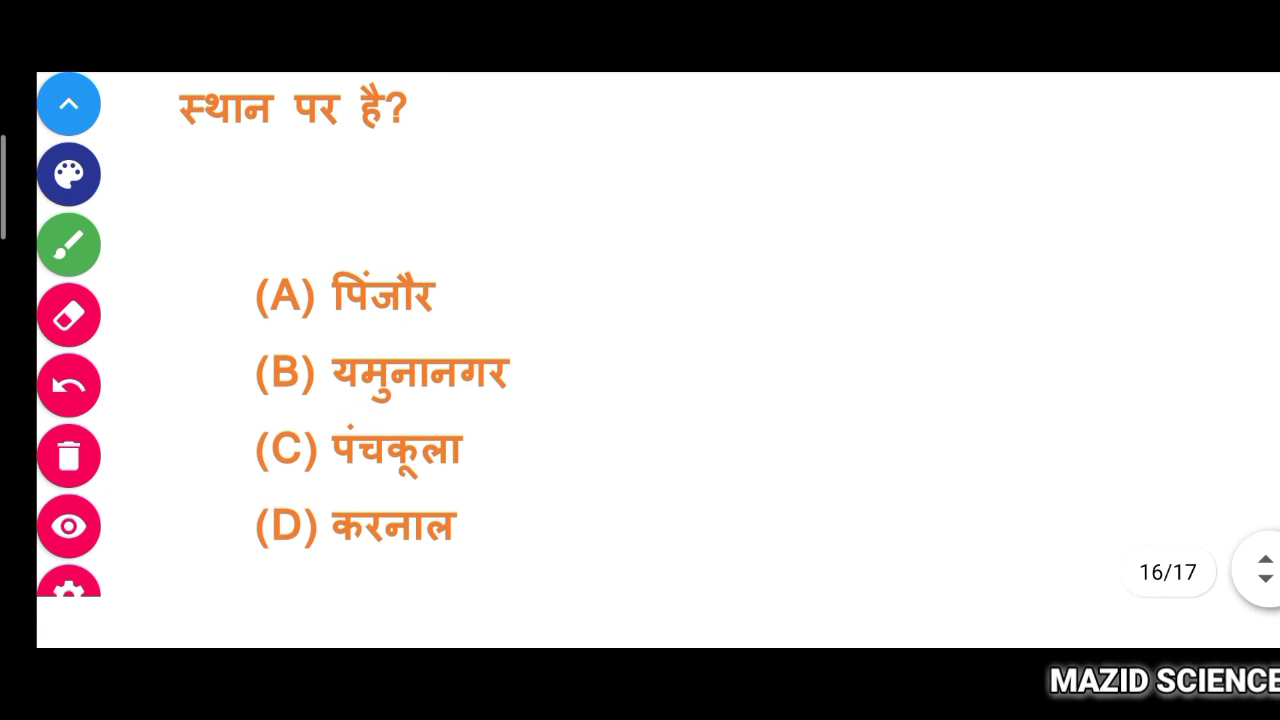 स्थान पर है?
(A) पिंजौर
(B) यमुनानगर
(C) पंचकूला
(D) करनाल
16/17
MAZID SCIENCE